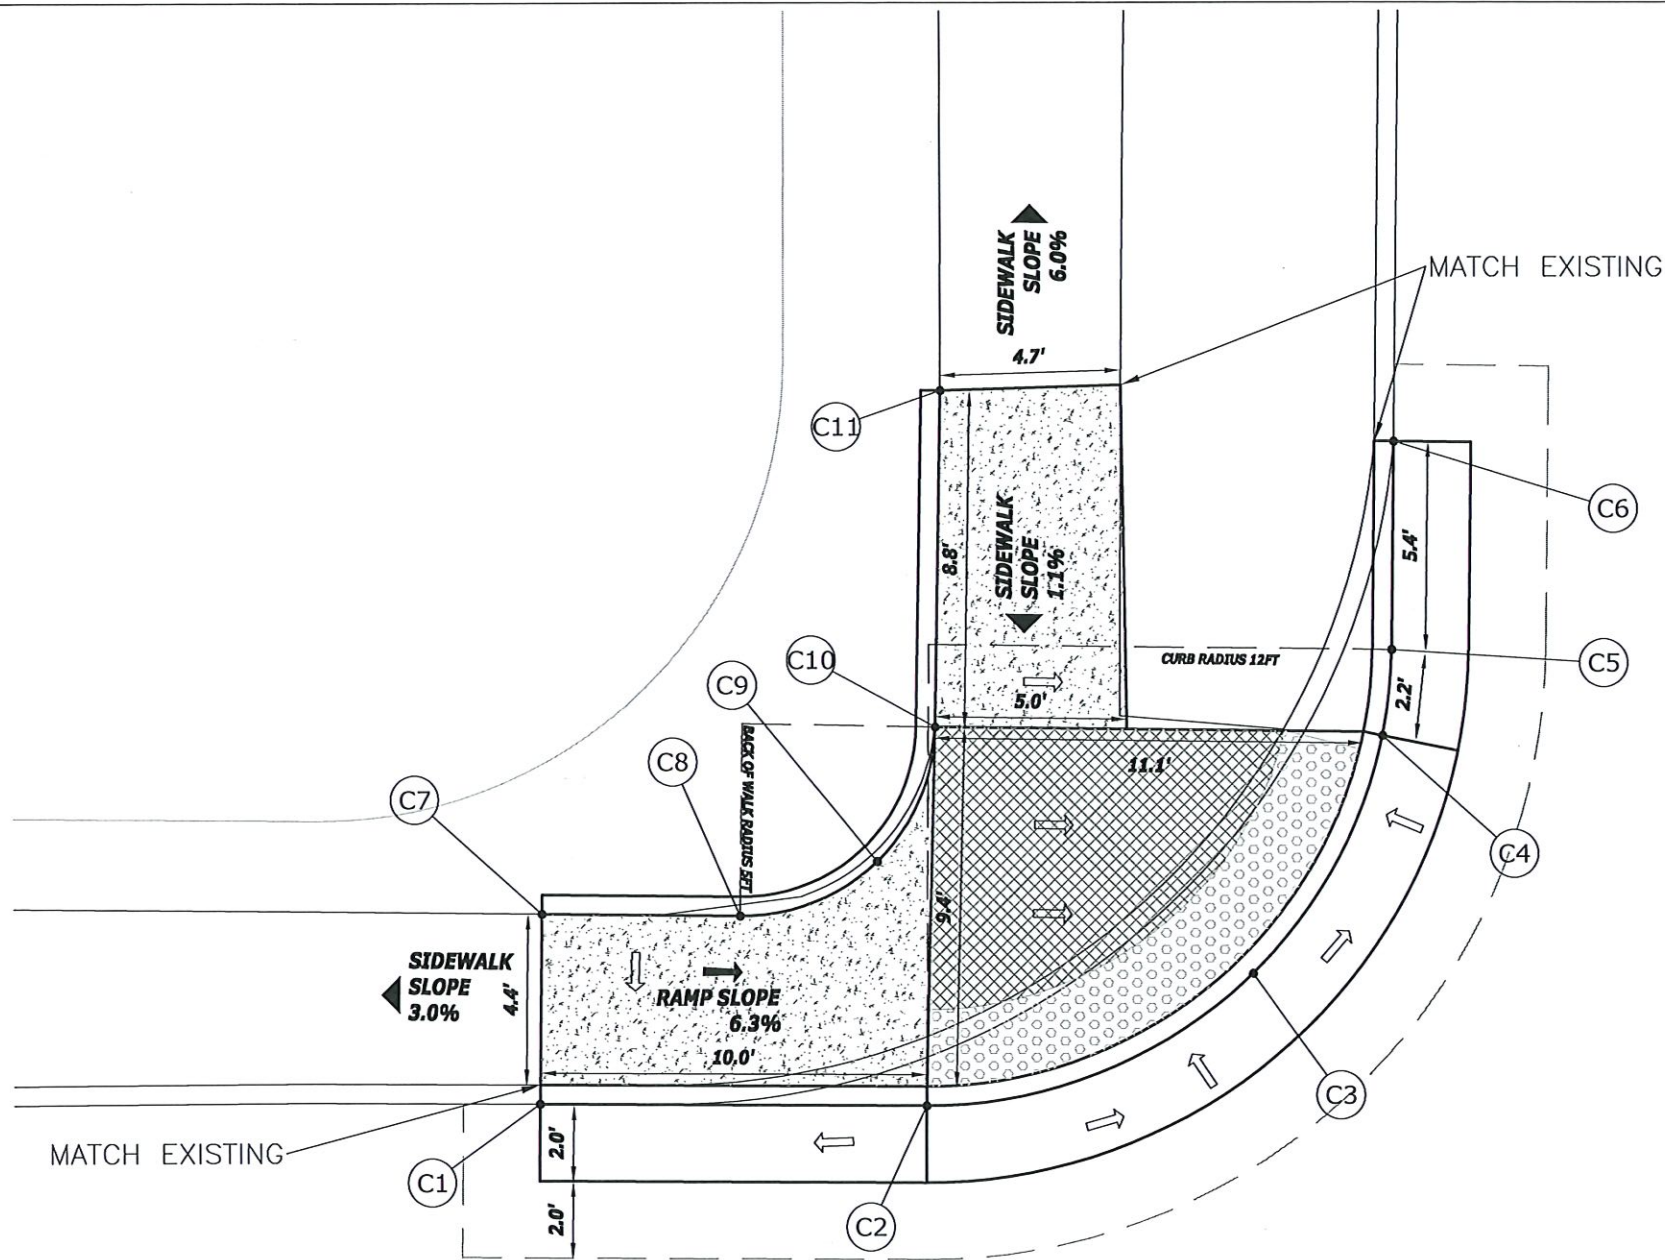 SIDEWALK
SLOPE
6.0%
MATCH EXISTING
4.7'
C11
C6
8.8'
SIDEWALK
SLOPE
1.1%
5.4'
C10
CURB RADIUS 12FT
C5
C9
5.0'
2.2'
BACK OF WALK RADIUS 5FT
C8
11.1'
C7
C4
9.4'
SIDEWALK
SLOPE
3.0%
4.4'
RAMP SLOPE
6.3%
10.0'
C3
MATCH EXISTING
2.0'
C1
2.0'
C2